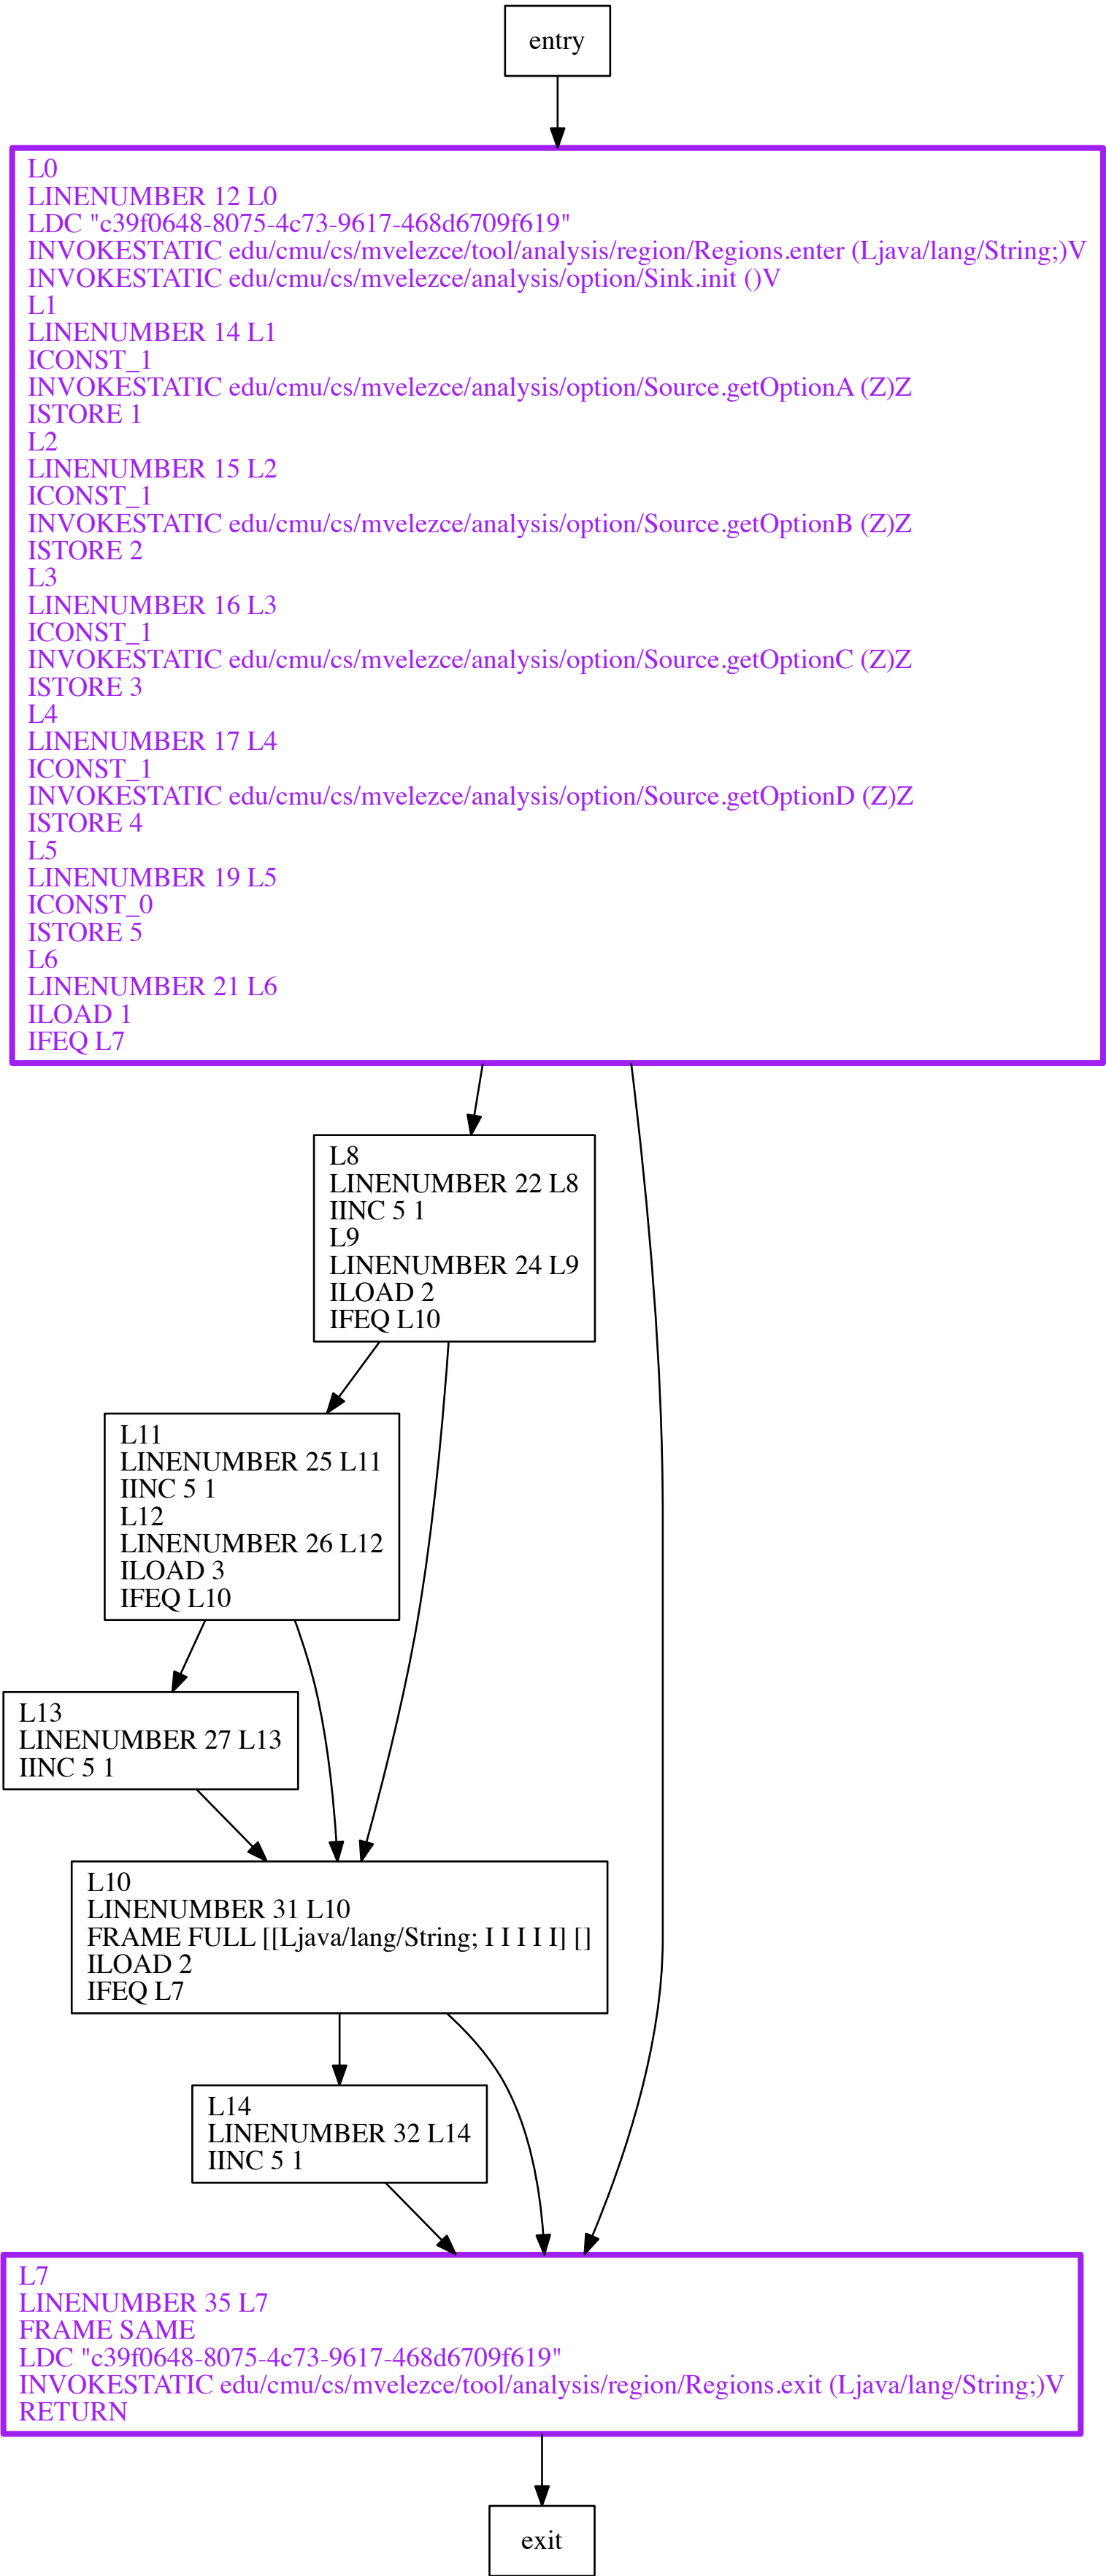 entry
L0
LINENUMBER 12 L0
LDC "c39f0648-8075-4c73-9617-468d6709f619"
INVOKESTATIC edu/cmu/cs/mvelezce/tool/analysis/region/Regions.enter (Ljava/lang/String;)V
INVOKESTATIC edu/cmu/cs/mvelezce/analysis/option/Sink.init ()V
L1
LINENUMBER 14 L1
ICONST_1
INVOKESTATIC edu/cmu/cs/mvelezce/analysis/option/Source.getOptionA (Z)Z
ISTORE 1
L2
LINENUMBER 15 L2
ICONST_1
INVOKESTATIC edu/cmu/cs/mvelezce/analysis/option/Source.getOptionB (Z)Z
ISTORE 2
L3
LINENUMBER 16 L3
ICONST_1
INVOKESTATIC edu/cmu/cs/mvelezce/analysis/option/Source.getOptionC (Z)Z
ISTORE 3
L4
LINENUMBER 17 L4
ICONST_1
INVOKESTATIC edu/cmu/cs/mvelezce/analysis/option/Source.getOptionD (Z)Z
ISTORE 4
L5
LINENUMBER 19 L5
ICONST_0
ISTORE 5
L6
LINENUMBER 21 L6
ILOAD 1
IFEQ L7
L8
LINENUMBER 22 L8
IINC 5 1
L9
LINENUMBER 24 L9
ILOAD 2
IFEQ L10
L11
LINENUMBER 25 L11
IINC 5 1
L12
LINENUMBER 26 L12
ILOAD 3
IFEQ L10
L13
LINENUMBER 27 L13
IINC 5 1
L10
LINENUMBER 31 L10
FRAME FULL [[Ljava/lang/String; I I I I I] []
ILOAD 2
IFEQ L7
L14
LINENUMBER 32 L14
IINC 5 1
L7
LINENUMBER 35 L7
FRAME SAME
LDC "c39f0648-8075-4c73-9617-468d6709f619"
INVOKESTATIC edu/cmu/cs/mvelezce/tool/analysis/region/Regions.exit (Ljava/lang/String;)V
RETURN
exit